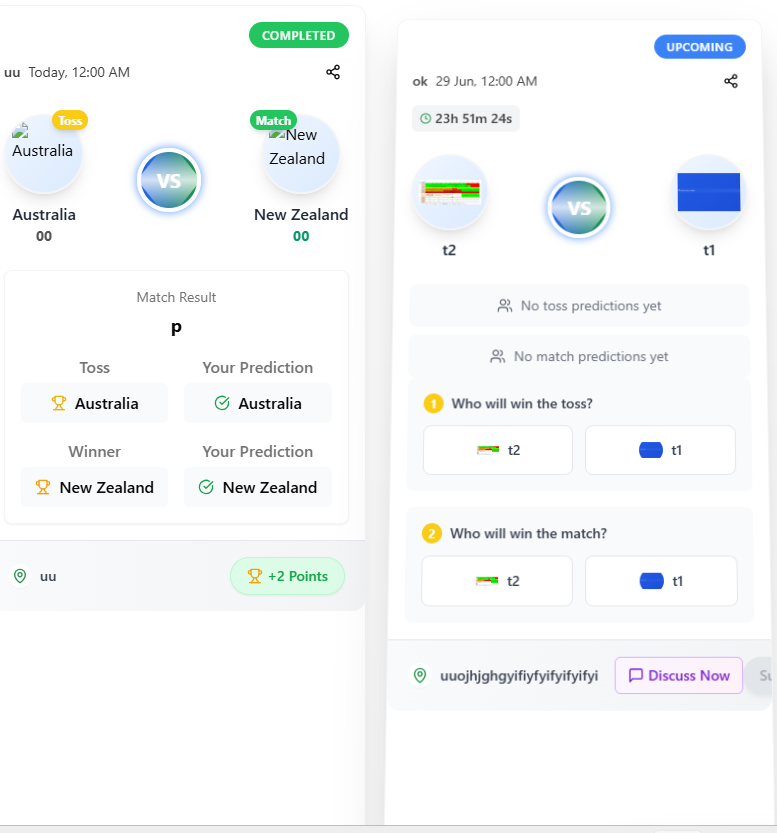 COMPLETED
uu Today, 12:00 AM
Toss
Match
Australia
New
Zealand
VS
Australia
New Zealand
00
00
Match Result
p
Toss
Your Prediction
Australia
Australia
Winner
Your Prediction
New Zealand
New Zealand
uu
+2 Points
UPCOMING
ok 29 Jun, 12:00 AM
23h 51m 24s
VS
t2
t1
No toss predictions yet
No match predictions yet
1 Who will win the toss?
t2
t1
2 Who will win the match?
t2
t1
uuojhjghgyifiyfyifyifyifyi
Discuss Now
Su